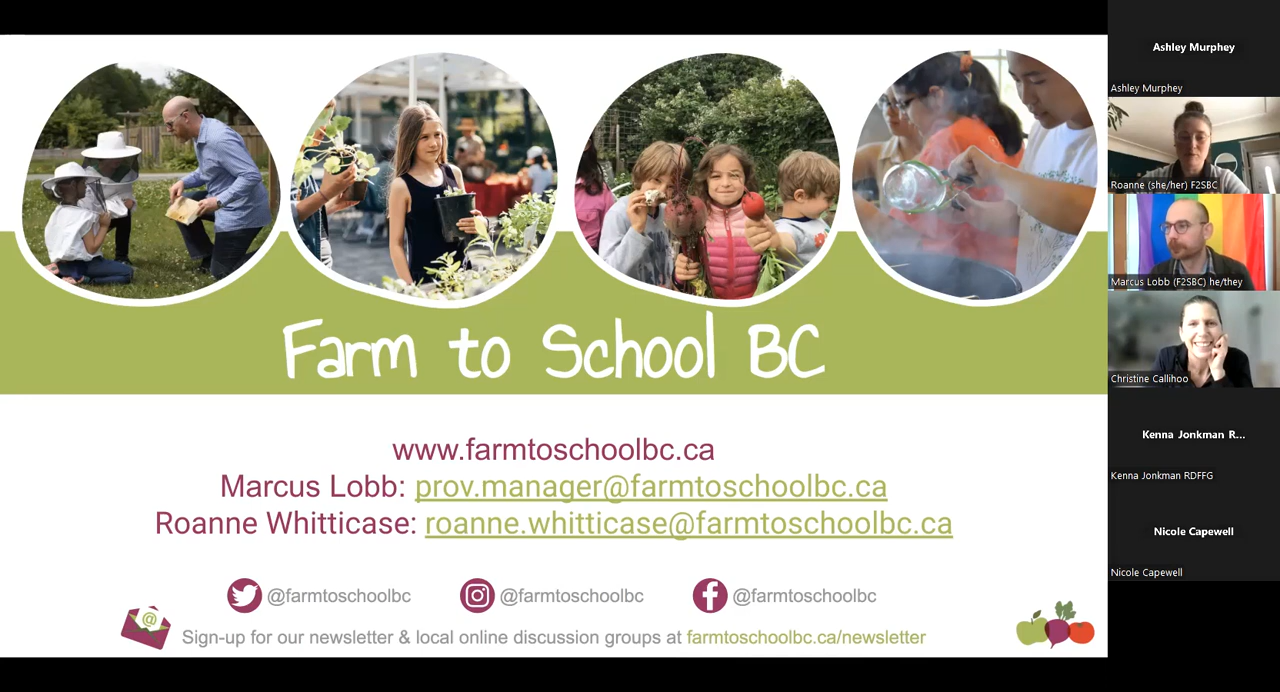 Farm to School BC
www.farmtoschoolbc.ca
Marcus Lobb: prov.manager@farmtoschoolbc.ca
Roanne Whitticase: roanne.whitticase@farmtoschoolbc.ca
@farmtoschoolbc
@farmtoschoolbc
@farmtoschoolbc
@
Sign-up for our newsletter & local online discussion groups at farmtoschoolbc.ca/newsletter
Ashley Murphey
Ashley Murphey
Roanne (she/her) F2SBC
Marcus Lobb (F2SBC) he/they
Christine Callihoo
Kenna Jonkman R...
Kenna Jonkman RDFFG
Nicole Capewell
Nicole Capewell